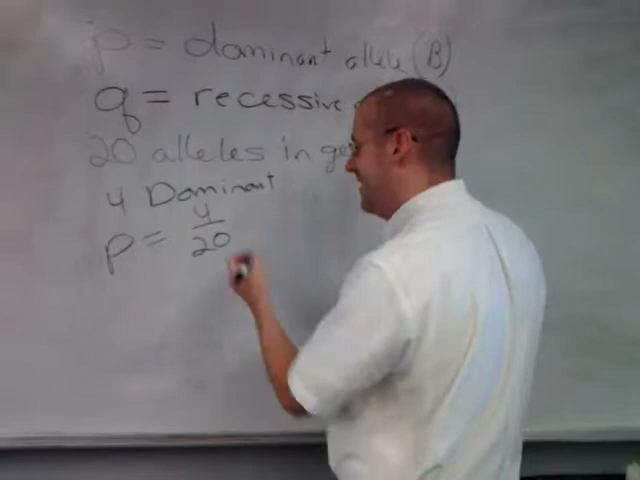 p = dominant allele (B)
q = recessive
20 alleles in ge
4 Dominant
p = 4/20